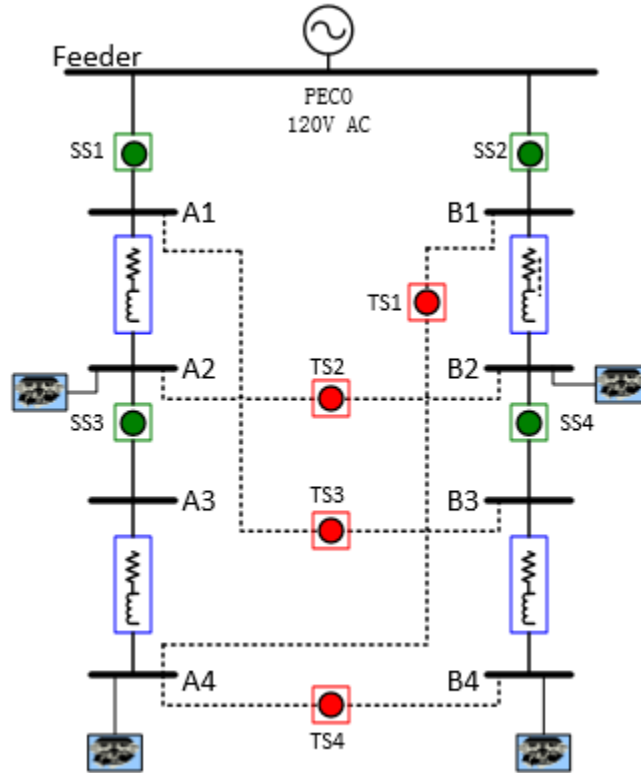 Feeder
PECO
120V AC
SS1
SS2
A1
B1
TS1
A2
TS2
B2
SS3
SS4
A3
TS3
B3
A4
B4
TS4